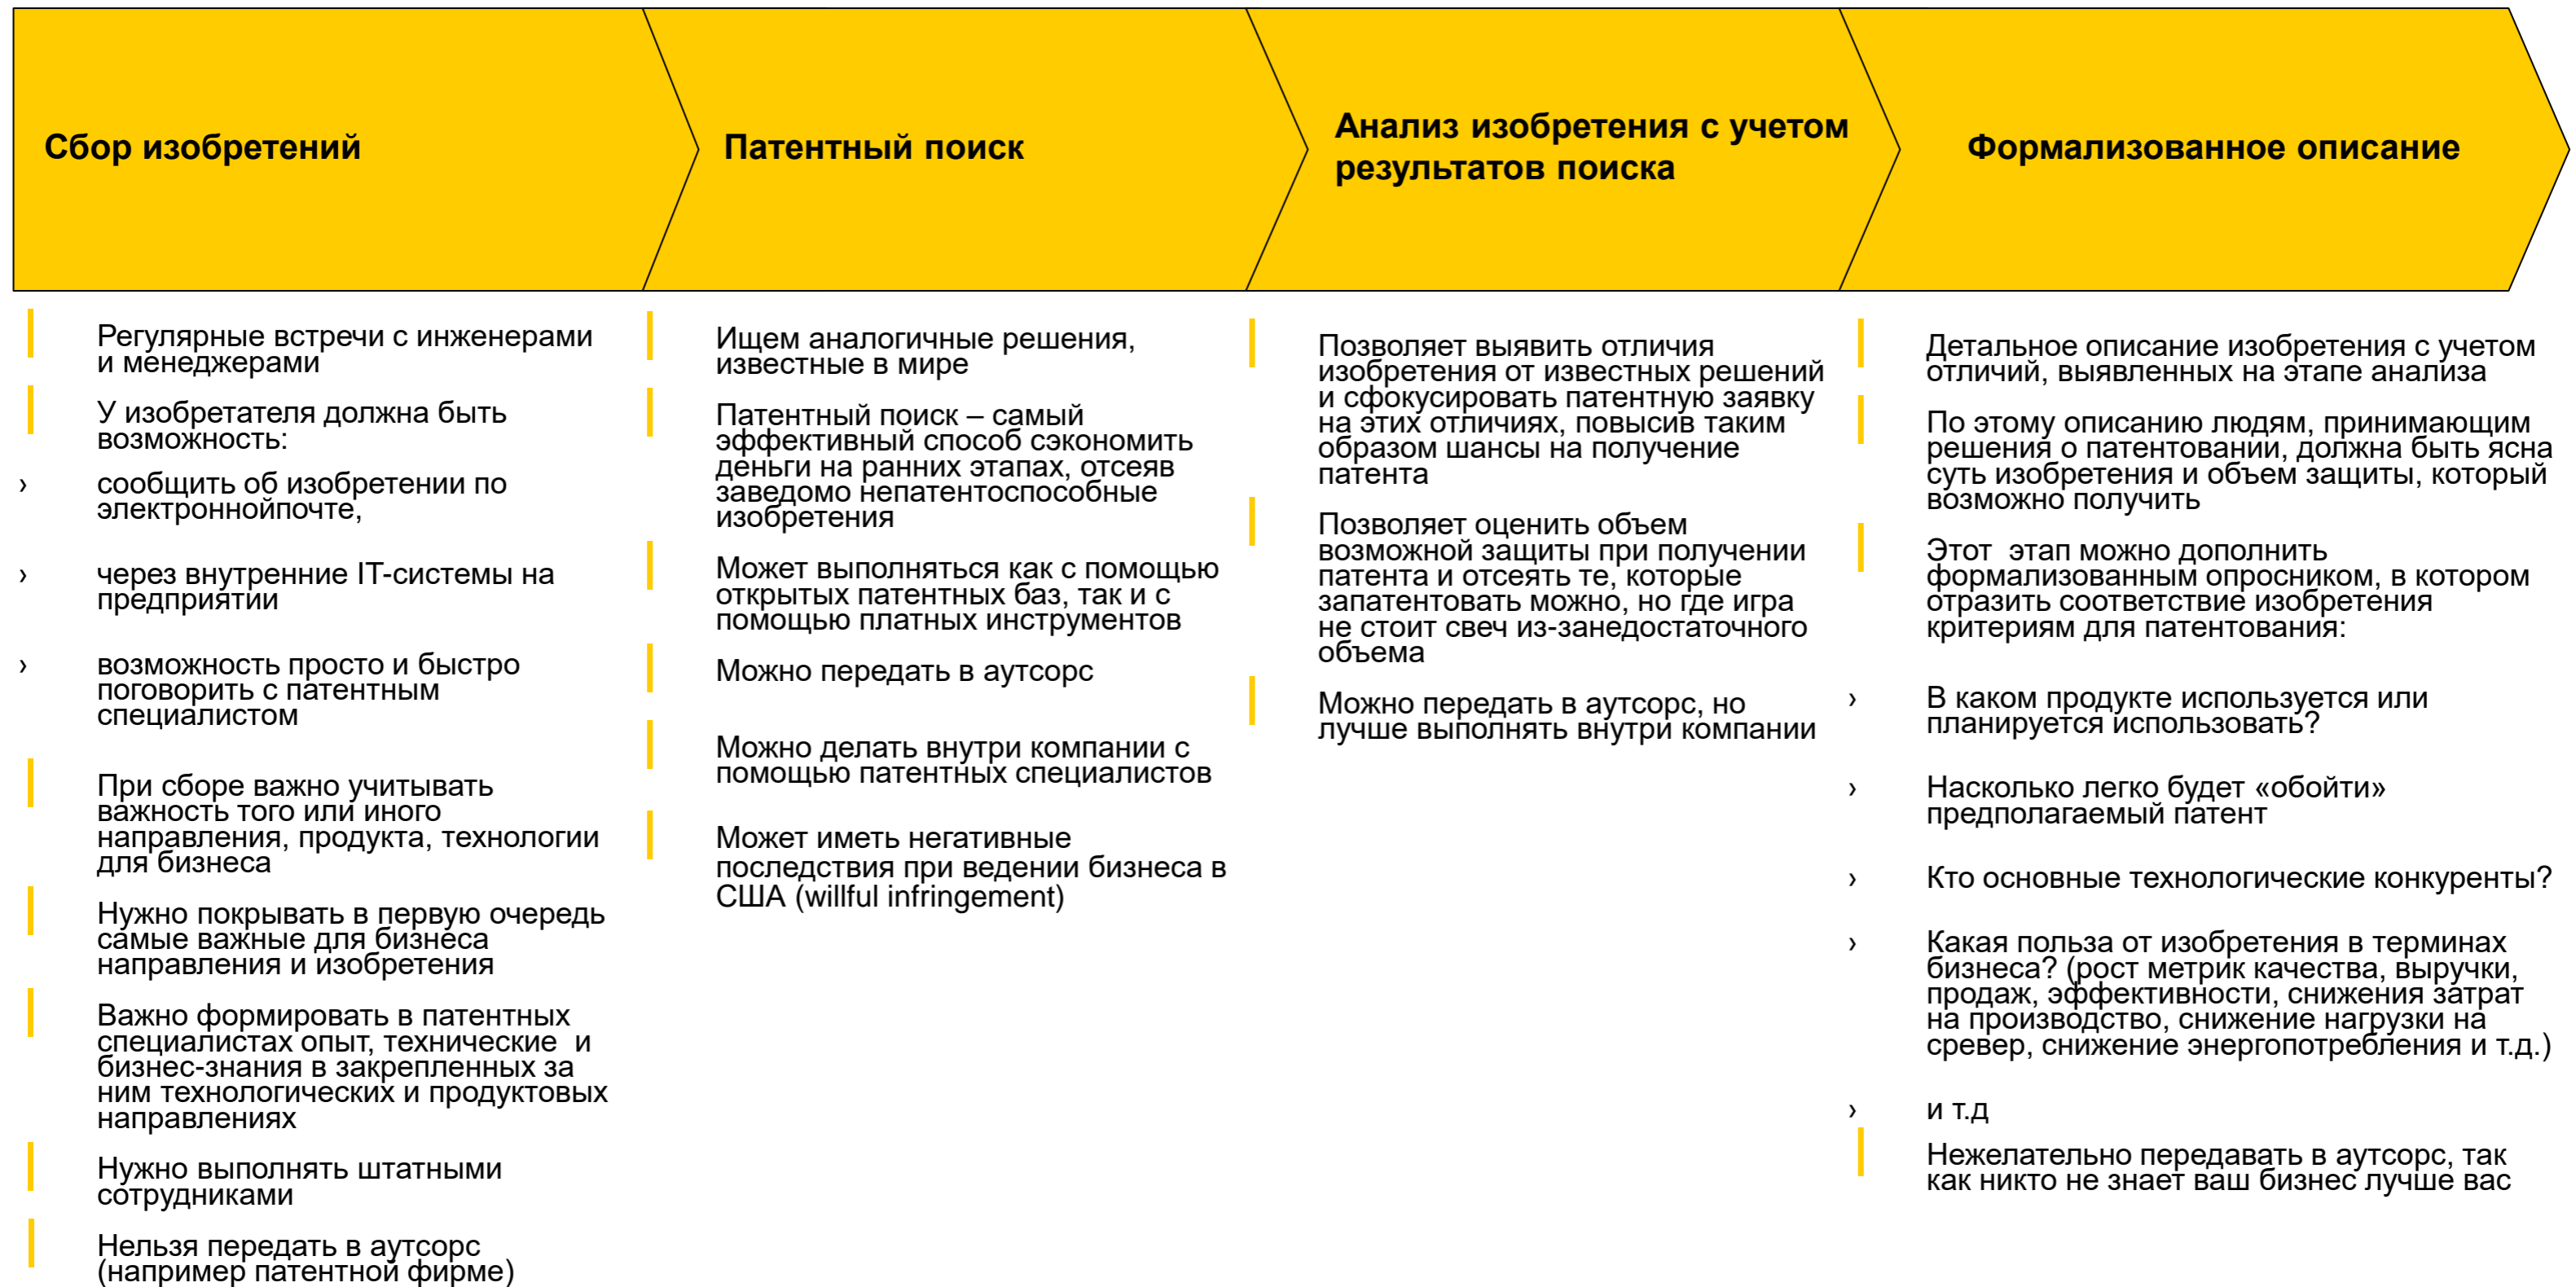 Сбор изобретений
Патентный поиск
Анализ изобретения с учетом
результатов поиска
Формализованное описание
Регулярные встречи с инженерами
и менеджерами
У изобретателя должна быть
возможность:
› сообщить об изобретении по
электроннойпочте,
› через внутренние IT-системы на
предприятии
› возможность просто и быстро
поговорить с патентным
специалистом
При сборе важно учитывать
важность того или иного
направления, продукта, технологии
для бизнеса
Нужно покрывать в первую очередь
самые важные для бизнеса
направления и изобретения
Важно формировать в патентных
специалистах опыт, технические  и
бизнес-знания в закрепленных за
ним технологических и продуктовых
направлениях
Нужно выполнять штатными
сотрудниками
Нельзя передать в аутсорс
(например патентной фирме)
Ищем аналогичные решения,
известные в мире
Патентный поиск – самый
эффективный способ сэкономить
деньги на ранних этапах, отсеяв
заведомо непатентоспособные
изобретения
Может выполняться как с помощью
открытых патентных баз, так и с
помощью платных инструментов
Можно передать в аутсорс
Можно делать внутри компании с
помощью патентных специалистов
Может иметь негативные
последствия при ведении бизнеса в
США (willful infringement)
Позволяет выявить отличия
изобретения от известных решений
и сфокусировать патентную заявку
на этих отличиях, повысив таким
образом шансы на получение
патента
Позволяет оценить объем
возможной защиты при получении
патента и отсеять те, которые
запатентовать можно, но где игра
не стоит свеч из-занедостаточного
объема
Можно передать в аутсорс, но
лучше выполнять внутри компании
Детальное описание изобретения с учетом
отличий, выявленных на этапе анализа
По этому описанию людям, принимающим
решения о патентовании, должна быть ясна
суть изобретения и объем защиты, который
возможно получить
Этот  этап можно дополнить
формализованным опросником, в котором
отразить соответствие изобретения
критериям для патентования:
› В каком продукте используется или
планируется использовать?
› Насколько легко будет «обойти»
предполагаемый патент
› Кто основные технологические конкуренты?
› Какая польза от изобретения в терминах
бизнеса? (рост метрик качества, выручки,
продаж, эффективности, снижения затрат
на производство, снижение нагрузки на
сревер, снижение энергопотребления и т.д.)
› и т.д
Нежелательно передавать в аутсорс, так
как никто не знает ваш бизнес лучше вас